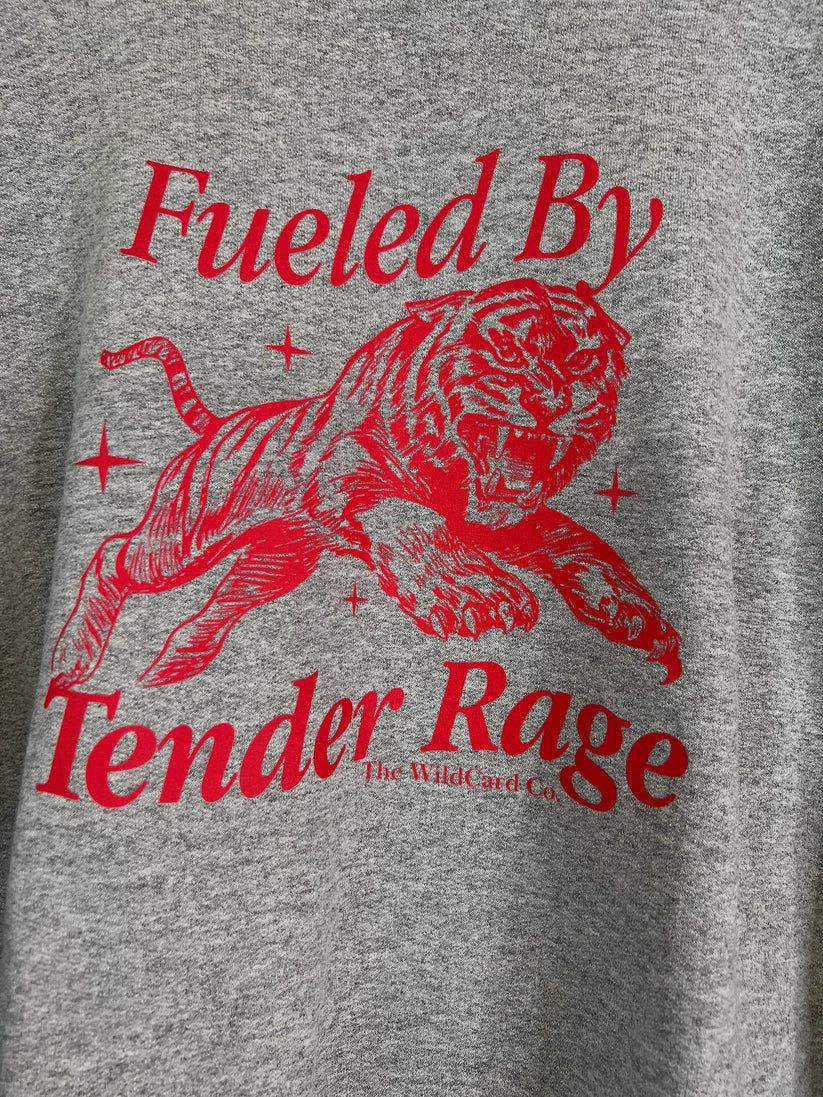 Fueled By
Tender Rage
The WildCard Co.